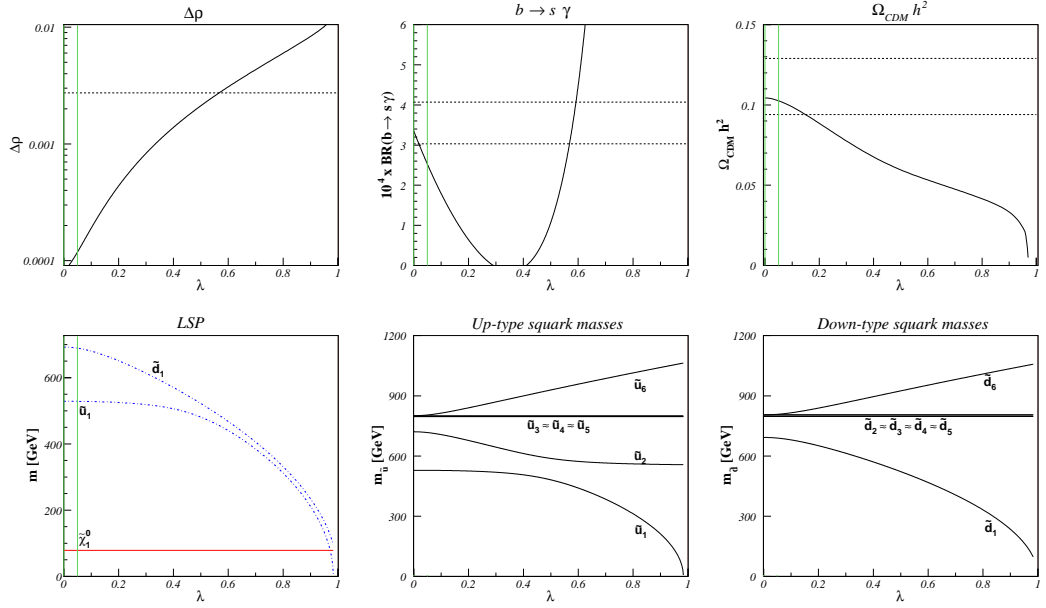 Δρ
0.01
0.001
0.0001
Δρ
0 0.2 0.4 0.6 0.8 1
λ
b → s γ
6
5
4
3
2
1
0
10⁴ x BR(b → s γ)
0 0.2 0.4 0.6 0.8 1
λ
Ω_CDM h²
0.15
0.1
0.05
0
Ω_CDM h²
0 0.2 0.4 0.6 0.8 1
λ
LSP
600
400
200
0
m [GeV]
d̃₁
ũ₁
χ̃₁⁰
0 0.2 0.4 0.6 0.8 1
λ
Up-type squark masses
1200
900
600
300
0
m_ũ [GeV]
ũ₆
ũ₃ ≈ ũ₄ ≈ ũ₅
ũ₂
ũ₁
0 0.2 0.4 0.6 0.8 1
λ
Down-type squark masses
1200
900
600
300
0
m_d̃ [GeV]
d̃₆
d̃₂ ≈ d̃₃ ≈ d̃₄ ≈ d̃₅
d̃₁
0 0.2 0.4 0.6 0.8 1
λ